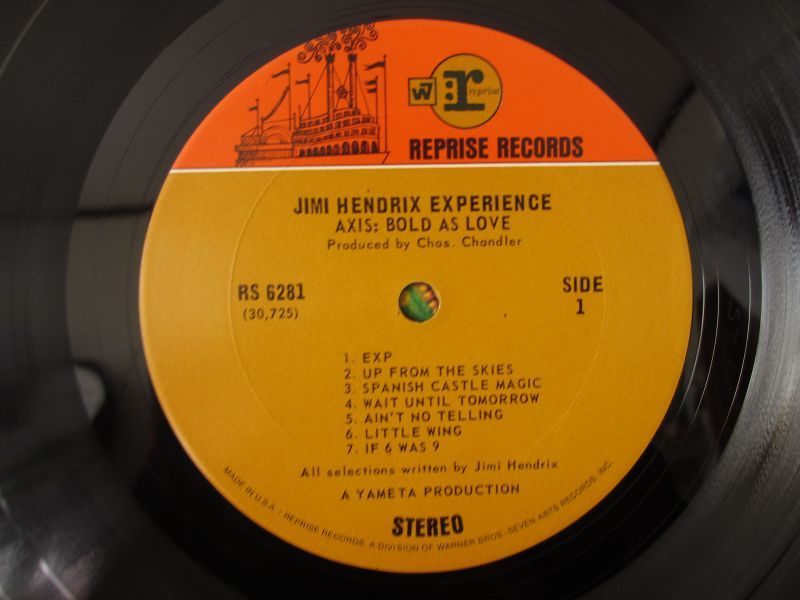 W7
r: reprise
REPRISE RECORDS
JIMI HENDRIX EXPERIENCE
AXIS: BOLD AS LOVE
Produced by Chas. Chandler
RS 6281
(30,725)
SIDE
1
1. EXP
2. UP FROM THE SKIES
3. SPANISH CASTLE MAGIC
4. WAIT UNTIL TOMORROW
5. AIN'T NO TELLING
6. LITTLE WING
7. IF 6 WAS 9
All selections written by Jimi Hendrix
A YAMETA PRODUCTION
STEREO
MADE IN U.S.A. - REPRISE RECORDS, A DIVISION OF WARNER BROS.-SEVEN ARTS RECORDS, INC.